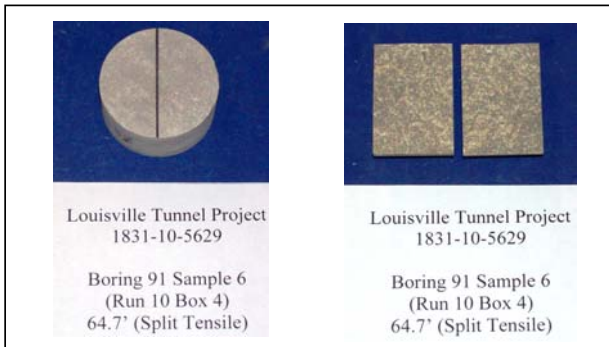 Louisville Tunnel Project
1831-10-5629
Boring 91 Sample 6
(Run 10 Box 4)
64.7' (Split Tensile)
Louisville Tunnel Project
1831-10-5629
Boring 91 Sample 6
(Run 10 Box 4)
64.7' (Split Tensile)